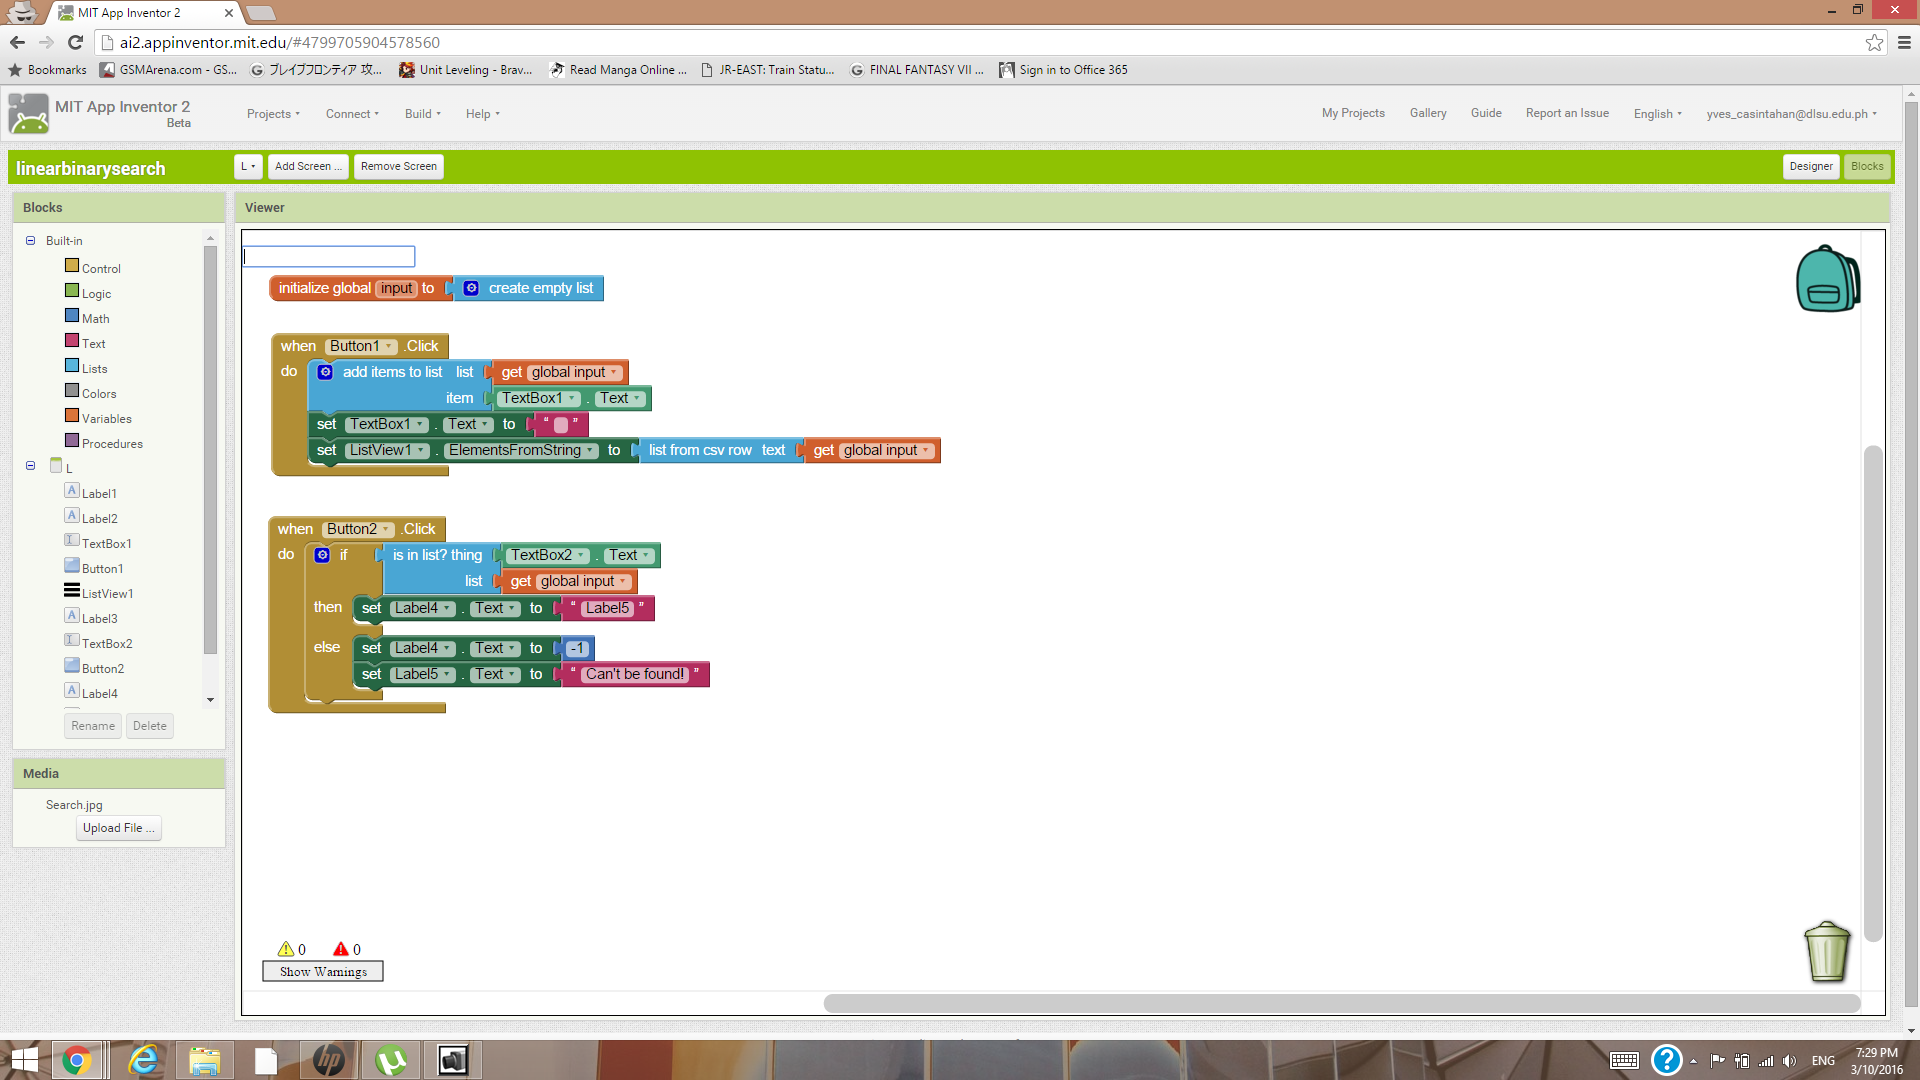 MIT App Inventor 2
ai2.appinventor.mit.edu/#4799705904578560
Bookmarks GSMArena.com - GS... ブレイブフロンティア 攻... Unit Leveling - Brav... Read Manga Online ... JR-EAST: Train Statu... FINAL FANTASY VII ... Sign in to Office 365
MIT App Inventor 2
Beta
Projects Connect Build Help
My Projects Gallery Guide Report an Issue English yves_casintahan@dlsu.edu.ph
linearbinarysearch
L Add Screen ... Remove Screen
Designer Blocks
Blocks
Built-in
Control
Logic
Math
Text
Lists
Colors
Variables
Procedures
L
Label1
Label2
TextBox1
Button1
ListView1
Label3
TextBox2
Button2
Label4
Rename Delete
Media
Search.jpg
Upload File ...
Viewer
initialize global input to create empty list
when Button1 .Click
do add items to list list get global input
item TextBox1 . Text
set TextBox1 . Text to " "
set ListView1 . ElementsFromString to list from csv row text get global input
when Button2 .Click
do if is in list? thing TextBox2 . Text
list get global input
then set Label4 . Text to " Label5 "
else set Label4 . Text to -1
set Label5 . Text to " Can't be found! "
0 0
Show Warnings
hp
ENG
7:29 PM
3/10/2016